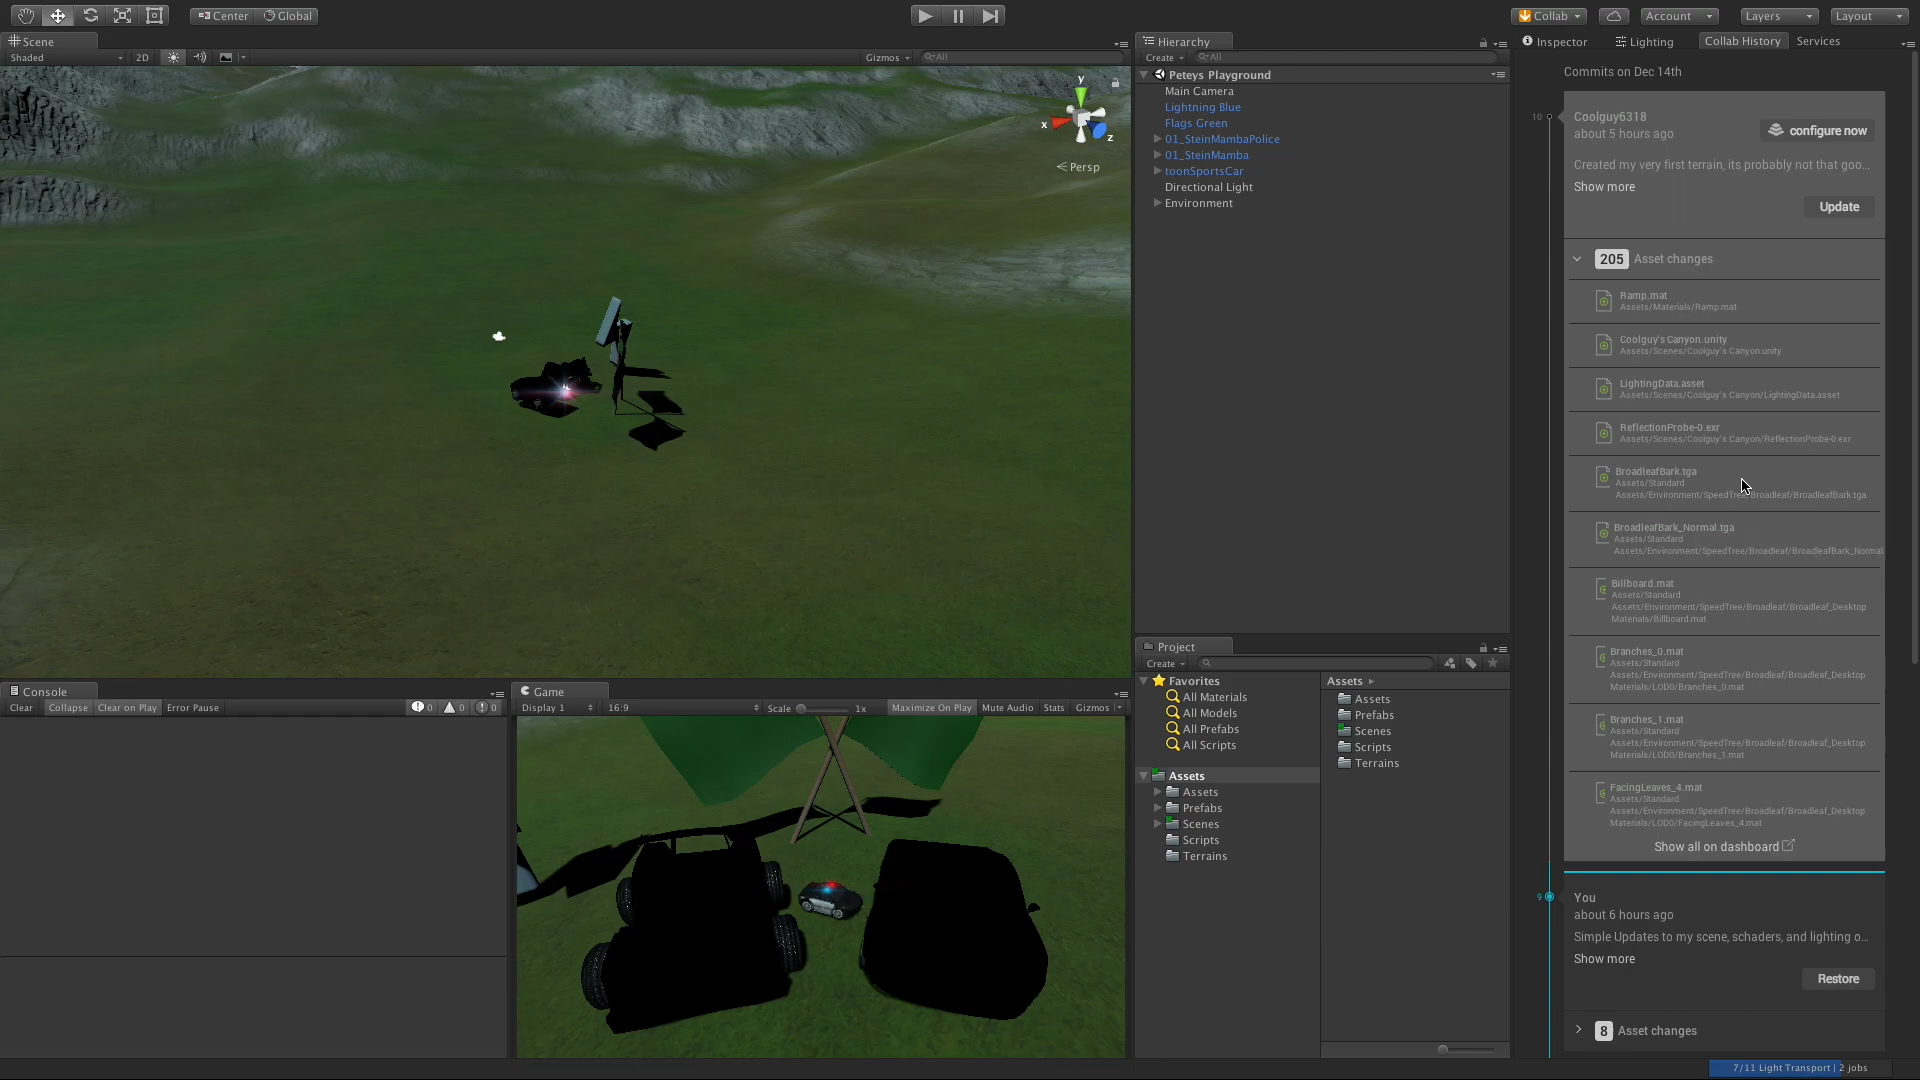 Center
Global
Collab
Account
Layers
Layout
Scene
Shaded
2D
Gizmos
All
y
x
z
Persp
Hierarchy
Create
All
Peteys Playground
Main Camera
Lightning Blue
Flags Green
01_SteinMambaPolice
01_SteinMamba
toonSportsCar
Directional Light
Environment
Inspector
Lighting
Collab History
Services
Commits on Dec 14th
10
Coolguy6318
about 5 hours ago
configure now
Created my very first terrain, its probably not that goo...
Show more
Update
205 Asset changes
Ramp.mat
Assets/Materials/Ramp.mat
Coolguy's Canyon.unity
Assets/Scenes/Coolguy's Canyon.unity
LightingData.asset
Assets/Scenes/Coolguy's Canyon/LightingData.asset
ReflectionProbe-0.exr
Assets/Scenes/Coolguy's Canyon/ReflectionProbe-0.exr
BroadleafBark.tga
Assets/Standard
Assets/Environment/SpeedTree/Broadleaf/BroadleafBark.tga
BroadleafBark_Normal.tga
Assets/Standard
Assets/Environment/SpeedTree/Broadleaf/BroadleafBark_Normal
Billboard.mat
Assets/Standard
Assets/Environment/SpeedTree/Broadleaf/Broadleaf_Desktop
Materials/Billboard.mat
Branches_0.mat
Assets/Standard
Assets/Environment/SpeedTree/Broadleaf/Broadleaf_Desktop
Materials/LOD0/Branches_0.mat
Branches_1.mat
Assets/Standard
Assets/Environment/SpeedTree/Broadleaf/Broadleaf_Desktop
Materials/LOD0/Branches_1.mat
FacingLeaves_4.mat
Assets/Standard
Assets/Environment/SpeedTree/Broadleaf/Broadleaf_Desktop
Materials/LOD0/FacingLeaves_4.mat
Show all on dashboard
9
You
about 6 hours ago
Simple Updates to my scene, schaders, and lighting o...
Show more
Restore
8 Asset changes
Console
Clear
Collapse
Clear on Play
Error Pause
0
0
0
Game
Display 1
16:9
Scale
1x
Maximize On Play
Mute Audio
Stats
Gizmos
Project
Create
Favorites
All Materials
All Models
All Prefabs
All Scripts
Assets
Assets
Prefabs
Scenes
Scripts
Terrains
Assets
Assets
Prefabs
Scenes
Scripts
Terrains
7/11 Light Transport | 2 jobs